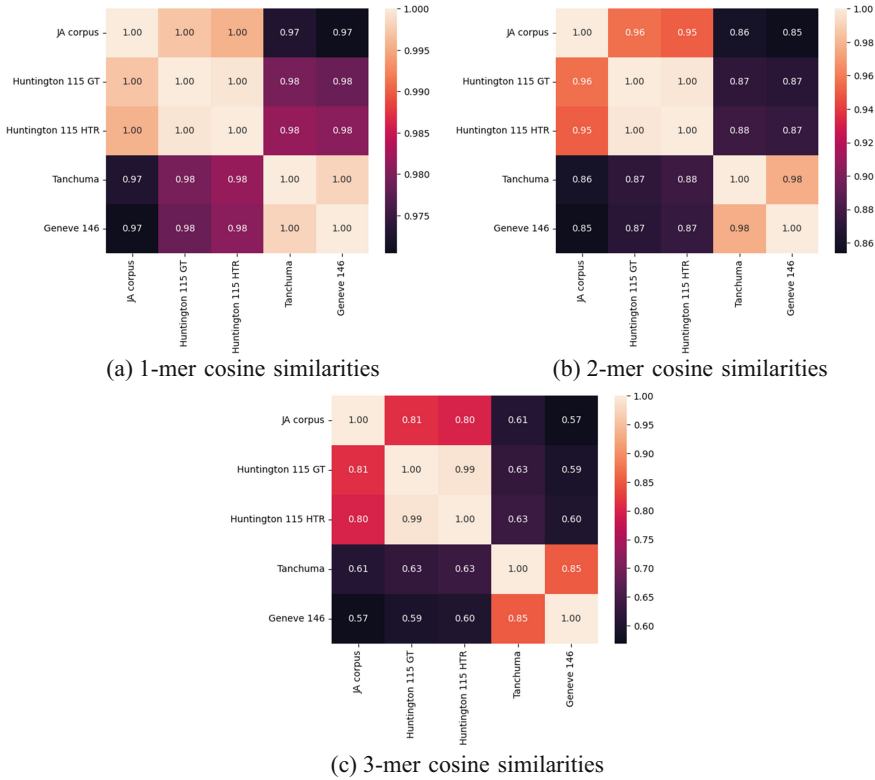 JA corpus 1.00 1.00 1.00 0.97 0.97
Huntington 115 GT 1.00 1.00 1.00 0.98 0.98
Huntington 115 HTR 1.00 1.00 1.00 0.98 0.98
Tanchuma 0.97 0.98 0.98 1.00 1.00
Geneve 146 0.97 0.98 0.98 1.00 1.00
JA corpus
Huntington 115 GT
Huntington 115 HTR
Tanchuma
Geneve 146
1.000
0.995
0.990
0.985
0.980
0.975
(a) 1-mer cosine similarities
JA corpus 1.00 0.96 0.95 0.86 0.85
Huntington 115 GT 0.96 1.00 1.00 0.87 0.87
Huntington 115 HTR 0.95 1.00 1.00 0.88 0.87
Tanchuma 0.86 0.87 0.88 1.00 0.98
Geneve 146 0.85 0.87 0.87 0.98 1.00
JA corpus
Huntington 115 GT
Huntington 115 HTR
Tanchuma
Geneve 146
1.00
0.98
0.96
0.94
0.92
0.90
0.88
0.86
(b) 2-mer cosine similarities
JA corpus 1.00 0.81 0.80 0.61 0.57
Huntington 115 GT 0.81 1.00 0.99 0.63 0.59
Huntington 115 HTR 0.80 0.99 1.00 0.63 0.60
Tanchuma 0.61 0.63 0.63 1.00 0.85
Geneve 146 0.57 0.59 0.60 0.85 1.00
JA corpus
Huntington 115 GT
Huntington 115 HTR
Tanchuma
Geneve 146
1.00
0.95
0.90
0.85
0.80
0.75
0.70
0.65
0.60
(c) 3-mer cosine similarities